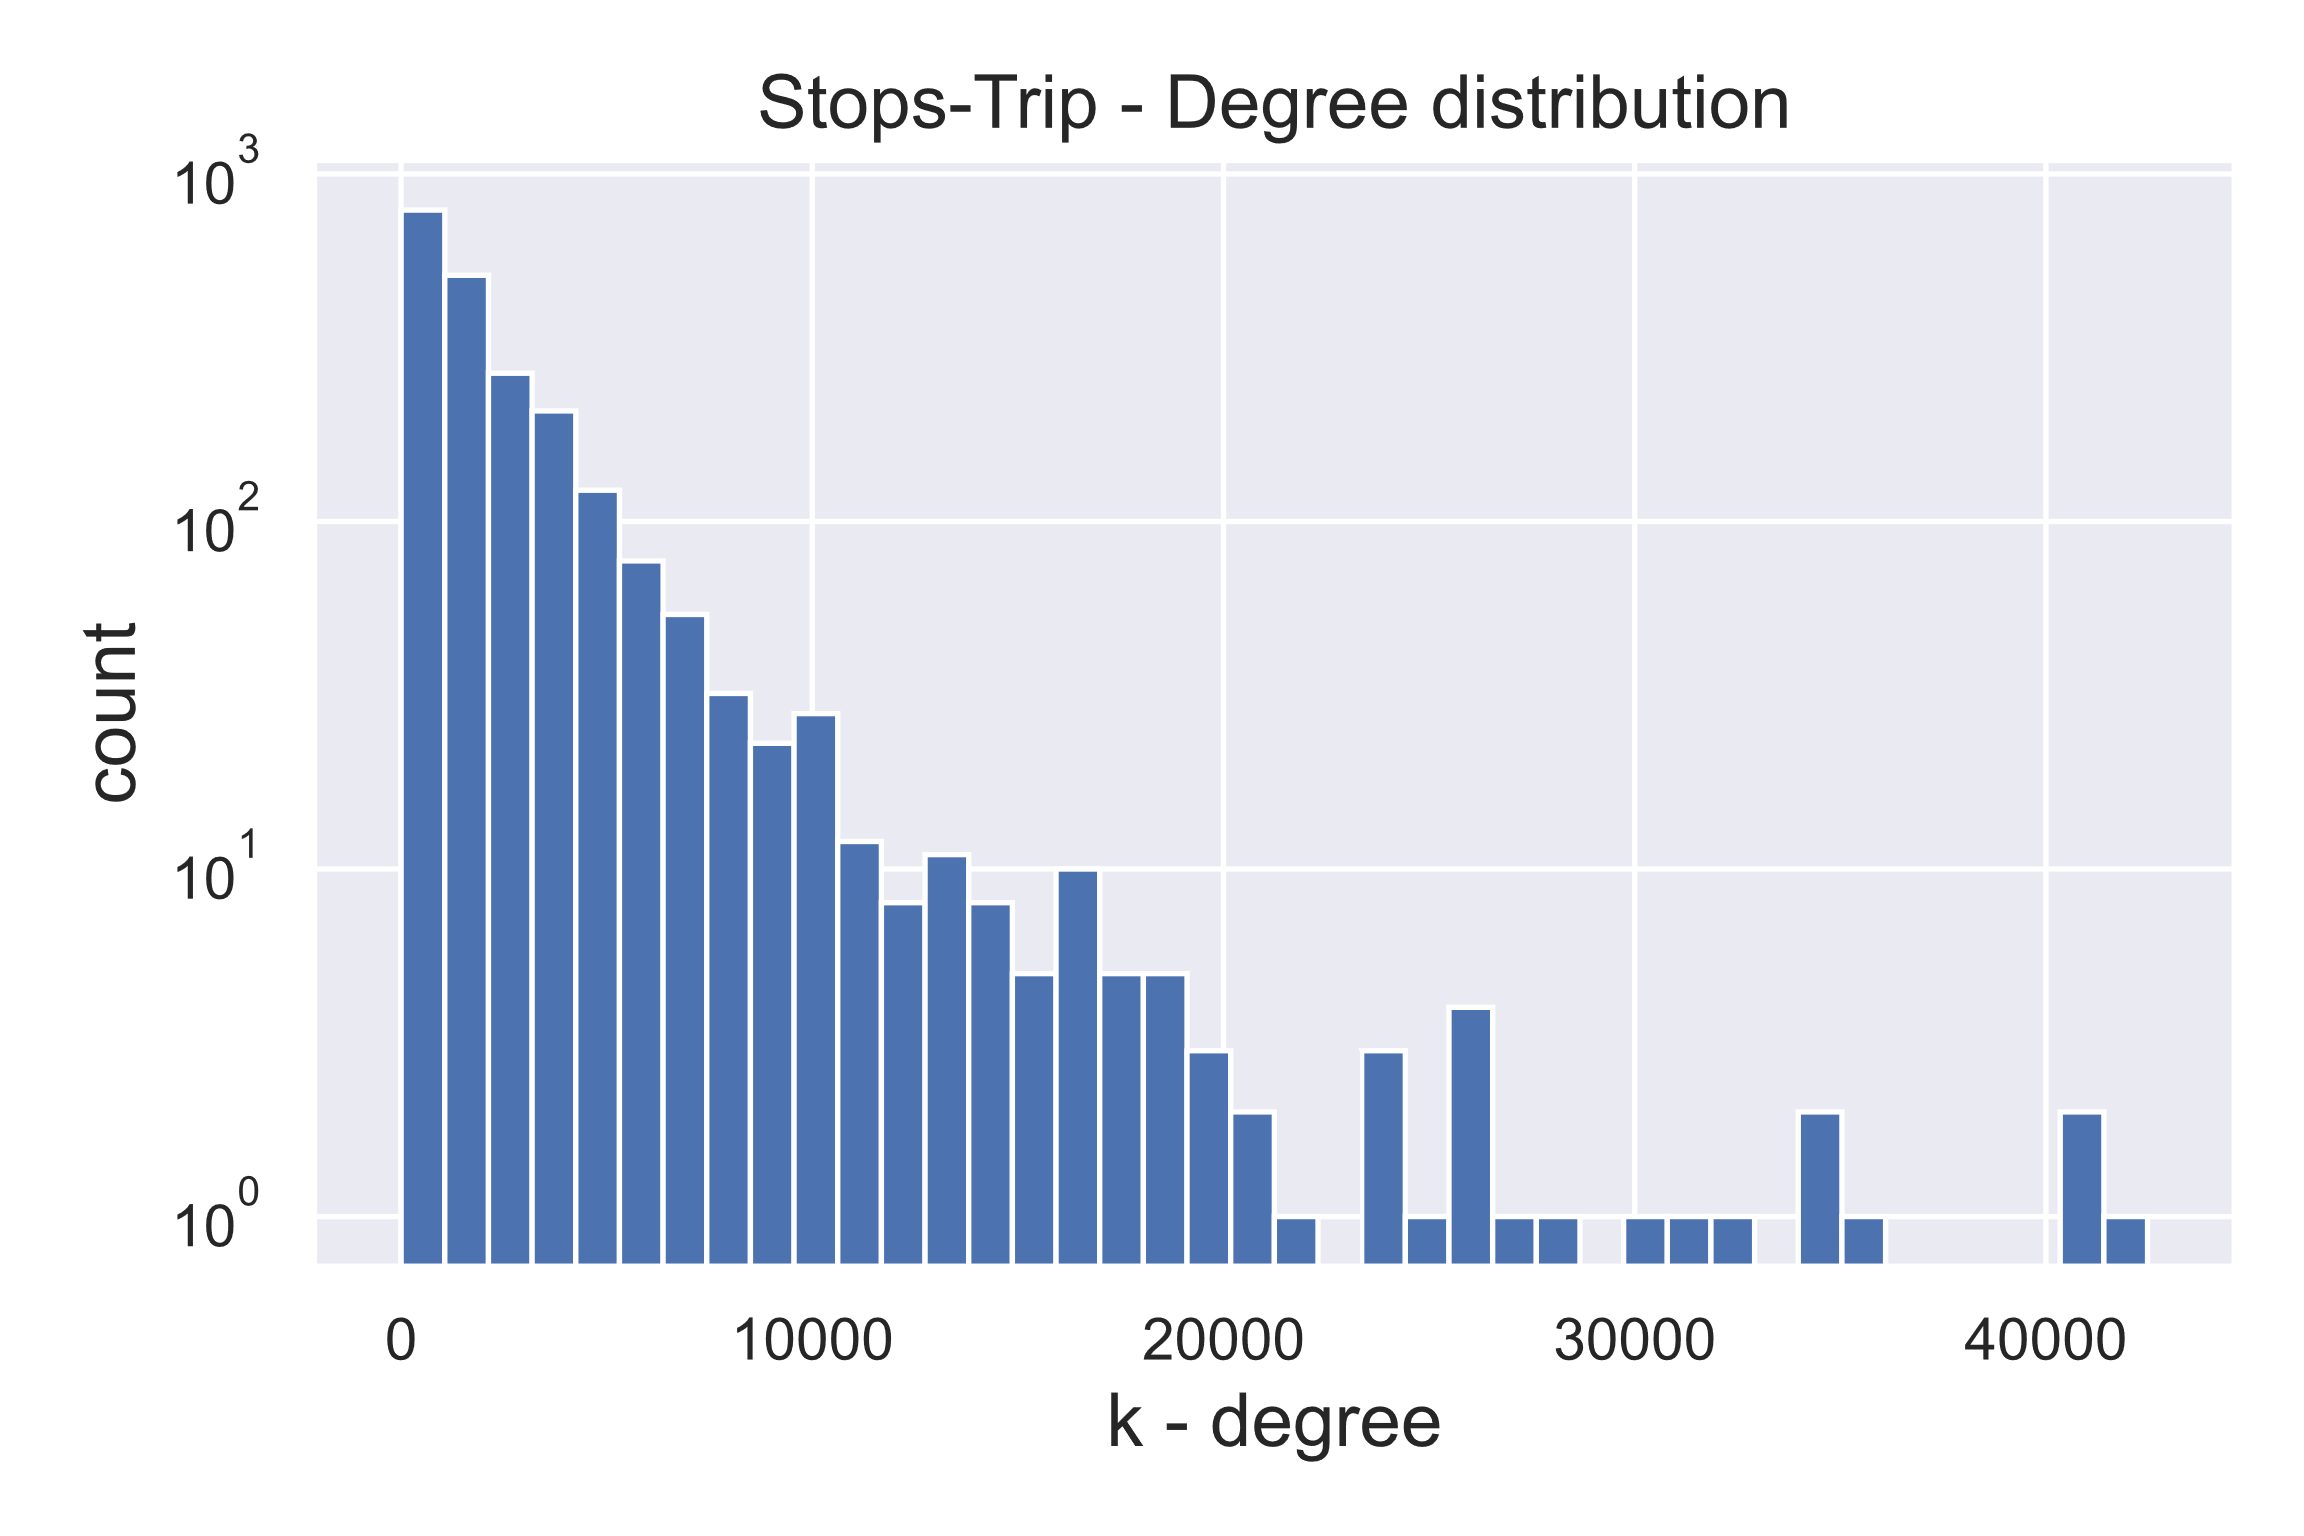 Stops-Trip - Degree distribution
10³
10²
10¹
10⁰
count
0 10000 20000 30000 40000
k - degree